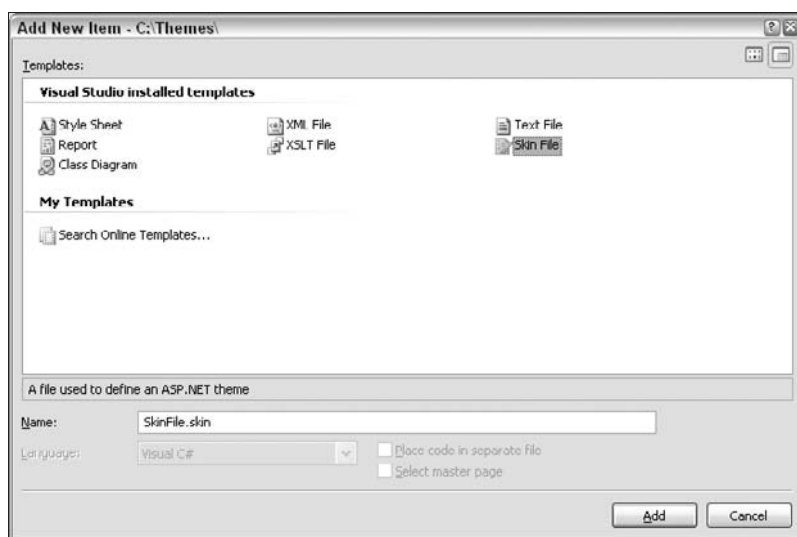 Add New Item - C:\Themes\
Templates:
Visual Studio installed templates
Style Sheet XML File Text File
Report XSLT File Skin File
Class Diagram
My Templates
Search Online Templates...
A file used to define an ASP.NET theme
Name: SkinFile.skin
Language: Visual C# Place code in separate file
Select master page
Add Cancel